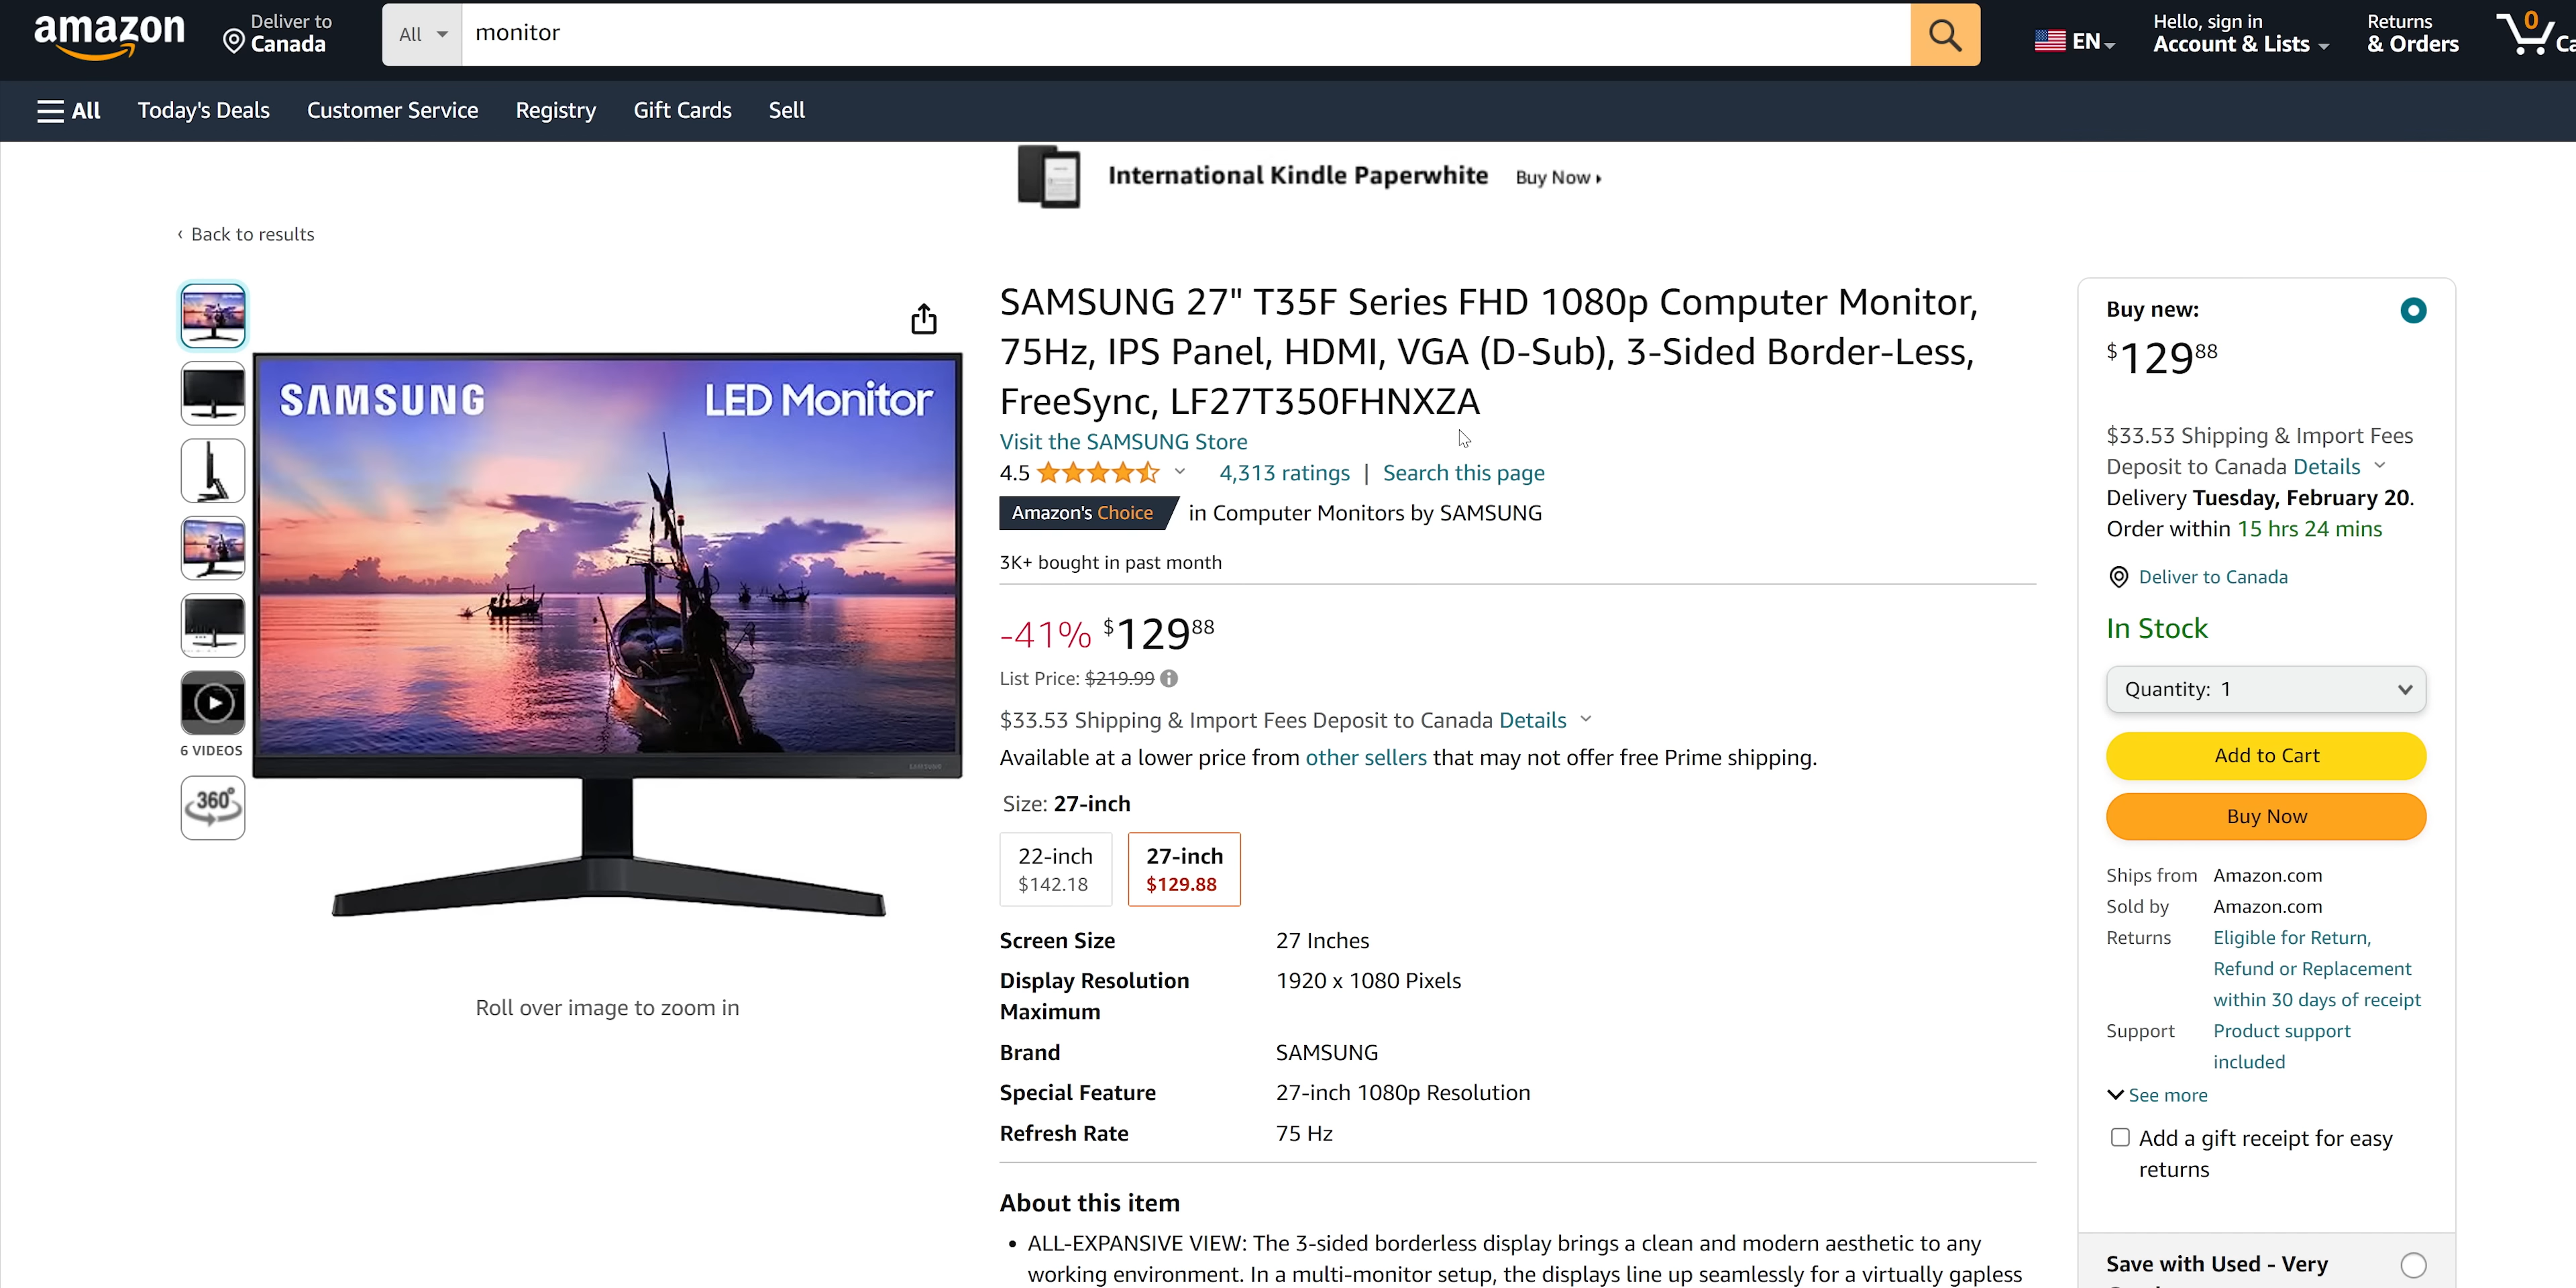 amazon
Deliver to
Canada
All
monitor
EN
Hello, sign in
Account & Lists
Returns
& Orders
0
All
Today's Deals
Customer Service
Registry
Gift Cards
Sell
International Kindle Paperwhite
Buy Now
‹ Back to results
SAMSUNG
LED Monitor
SAMSUNG
6 VIDEOS
360°
Roll over image to zoom in
SAMSUNG 27" T35F Series FHD 1080p Computer Monitor,
75Hz, IPS Panel, HDMI, VGA (D-Sub), 3-Sided Border-Less,
FreeSync, LF27T350FHNXZA
Visit the SAMSUNG Store
4.5
4,313 ratings | Search this page
Amazon's Choice in Computer Monitors by SAMSUNG
3K+ bought in past month
-41% $129 88
List Price: $219.99
$33.53 Shipping & Import Fees Deposit to Canada Details
Available at a lower price from other sellers that may not offer free Prime shipping.
Size: 27-inch
22-inch
$142.18
27-inch
$129.88
Screen Size 27 Inches
Display Resolution 1920 x 1080 Pixels
Maximum
Brand SAMSUNG
Special Feature 27-inch 1080p Resolution
Refresh Rate 75 Hz
About this item
• ALL-EXPANSIVE VIEW: The 3-sided borderless display brings a clean and modern aesthetic to any
working environment. In a multi-monitor setup, the displays line up seamlessly for a virtually gapless
Buy new:
$129 88
$33.53 Shipping & Import Fees
Deposit to Canada Details
Delivery Tuesday, February 20.
Order within 15 hrs 24 mins
Deliver to Canada
In Stock
Quantity: 1
Add to Cart
Buy Now
Ships from Amazon.com
Sold by Amazon.com
Returns Eligible for Return,
Refund or Replacement
within 30 days of receipt
Support Product support
included
See more
Add a gift receipt for easy
returns
Save with Used - Very